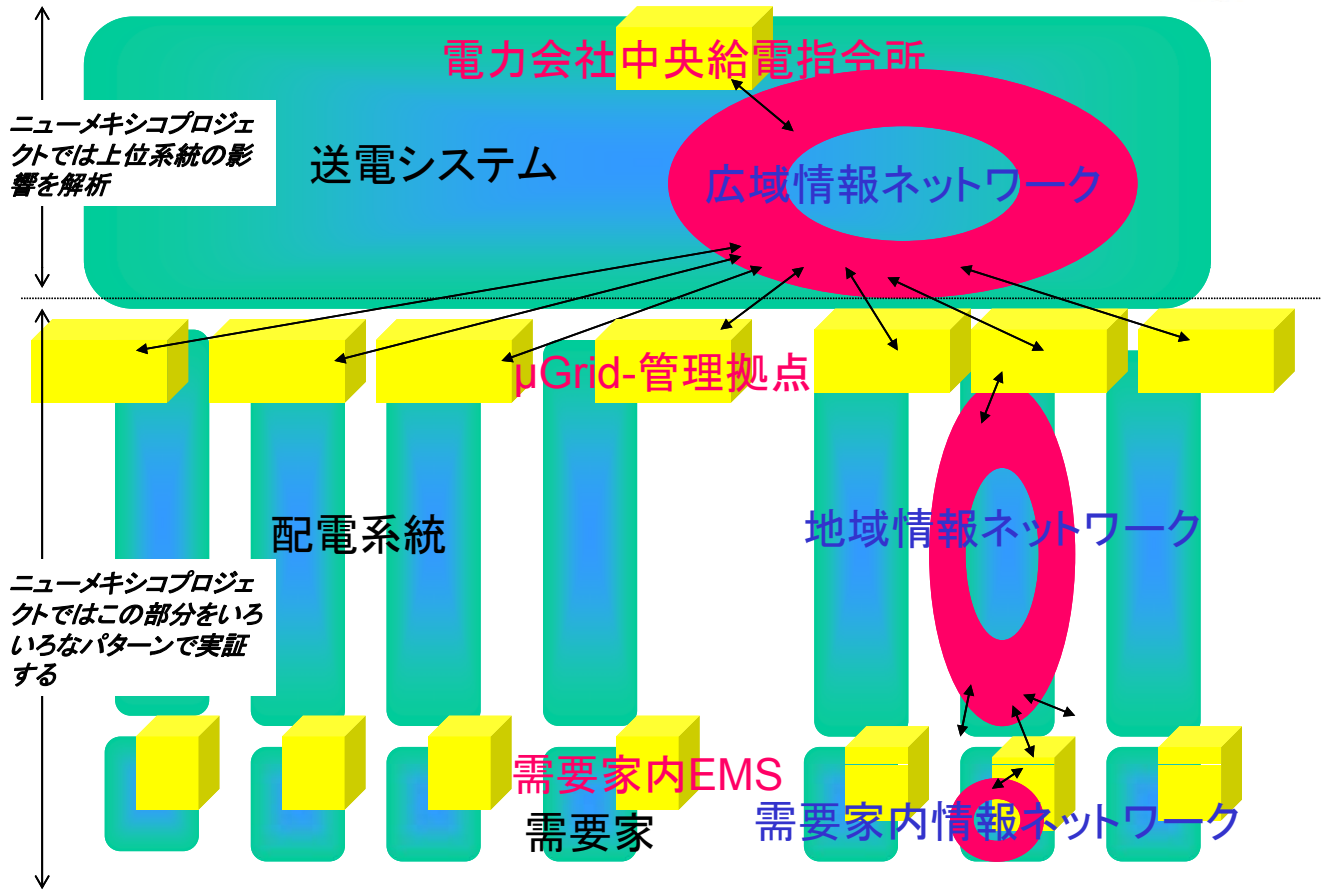 電力会社中央給電指令所
ニューメキシコプロジェ
クトでは上位系統の影
響を解析
送電システム
広域情報ネットワーク
μGrid-管理拠点
配電系統
地域情報ネットワーク
ニューメキシコプロジェ
クトではこの部分をいろ
いろなパターンで実証
する
需要家内EMS
需要家
需要家内情報ネットワーク